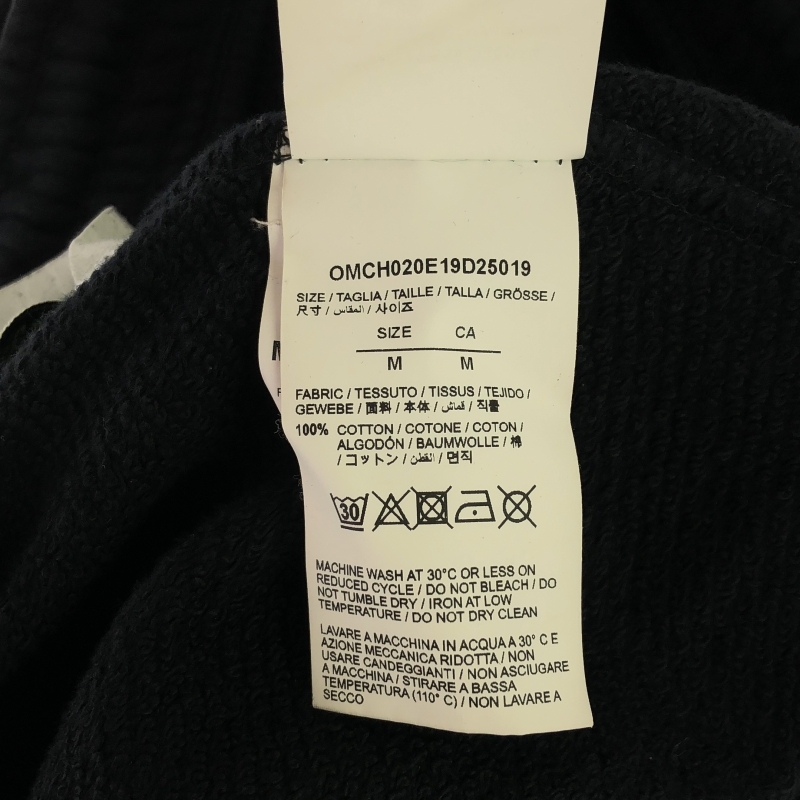 OMCH020E19D25019
SIZE / TAGLIA / TAILLE / TALLA / GRÖSSE /
尺寸 / المقاس / 사이즈
SIZE CA
M M
FABRIC / TESSUTO / TISSUS / TEJIDO /
GEWEBE / 面料 / 本体 / قماش / 직물
100% COTTON / COTONE / COTON /
ALGODÓN / BAUMWOLLE / 棉
/ コットン / القطن / 면직
30
MACHINE WASH AT 30°C OR LESS ON
REDUCED CYCLE / DO NOT BLEACH / DO
NOT TUMBLE DRY / IRON AT LOW
TEMPERATURE / DO NOT DRY CLEAN
LAVARE A MACCHINA IN ACQUA A 30° C E
AZIONE MECCANICA RIDOTTA / NON
USARE CANDEGGIANTI / NON ASCIUGARE
A MACCHINA / STIRARE A BASSA
TEMPERATURA (110° C) / NON LAVARE A
SECCO